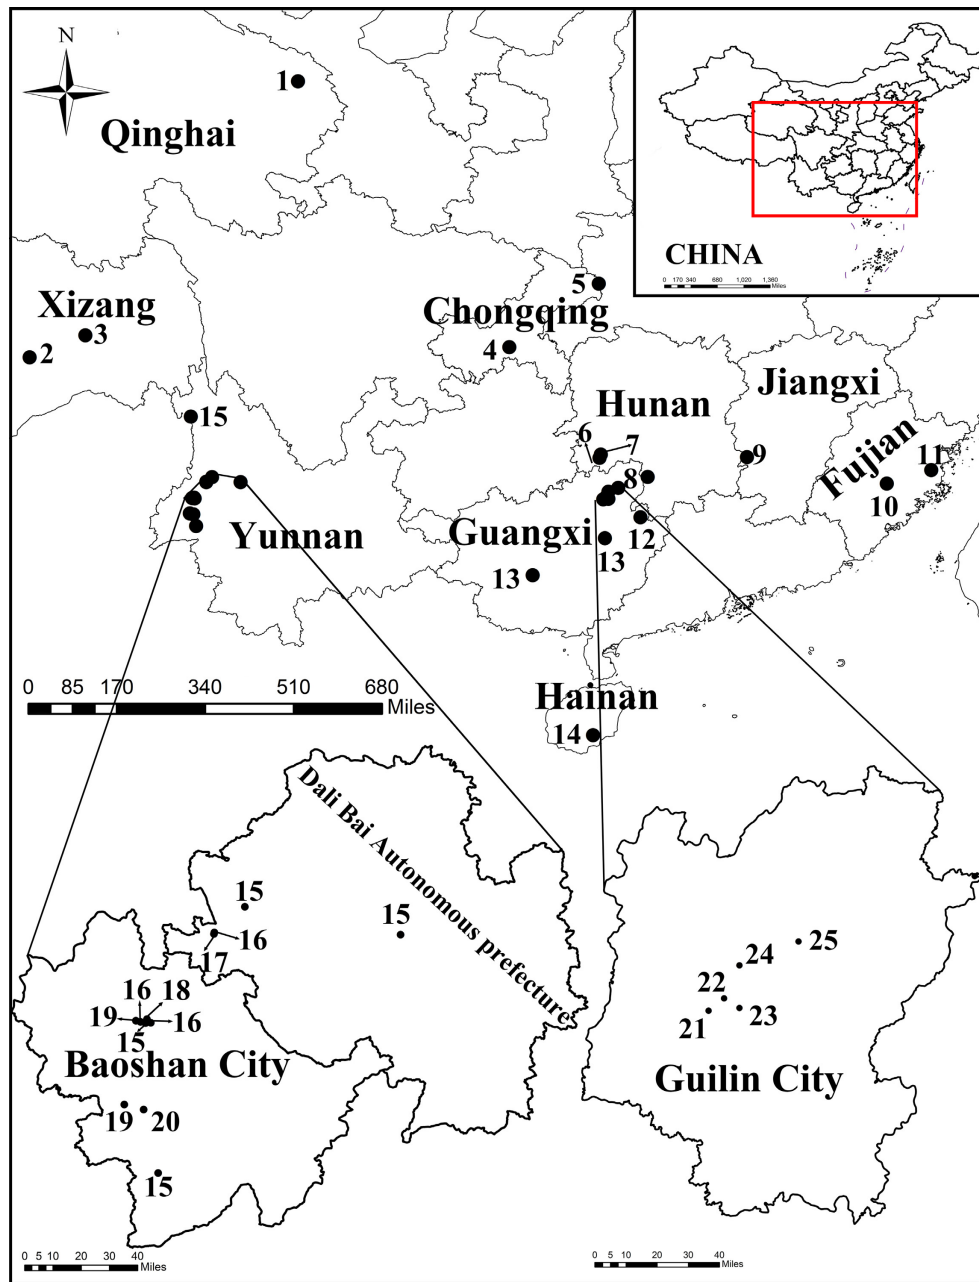 N
1
Qinghai
CHINA
0 170 340 680 1,020 1,360
Miles
5
Xizang
3
2
Chongqing
4
Jiangxi
Hunan
15
6
7
9
Fujian
11
10
8
Yunnan
Guangxi
12
13
13
0 85 170 340 510 680
Miles
Hainan
14
Dali Bai Autonomous prefecture
15
15
16
17
16
18
19
16
15
Baoshan City
19
20
15
0 5 10 20 30 40
Miles
25
24
22
21
23
Guilin City
0 5 10 20 30 40
Miles